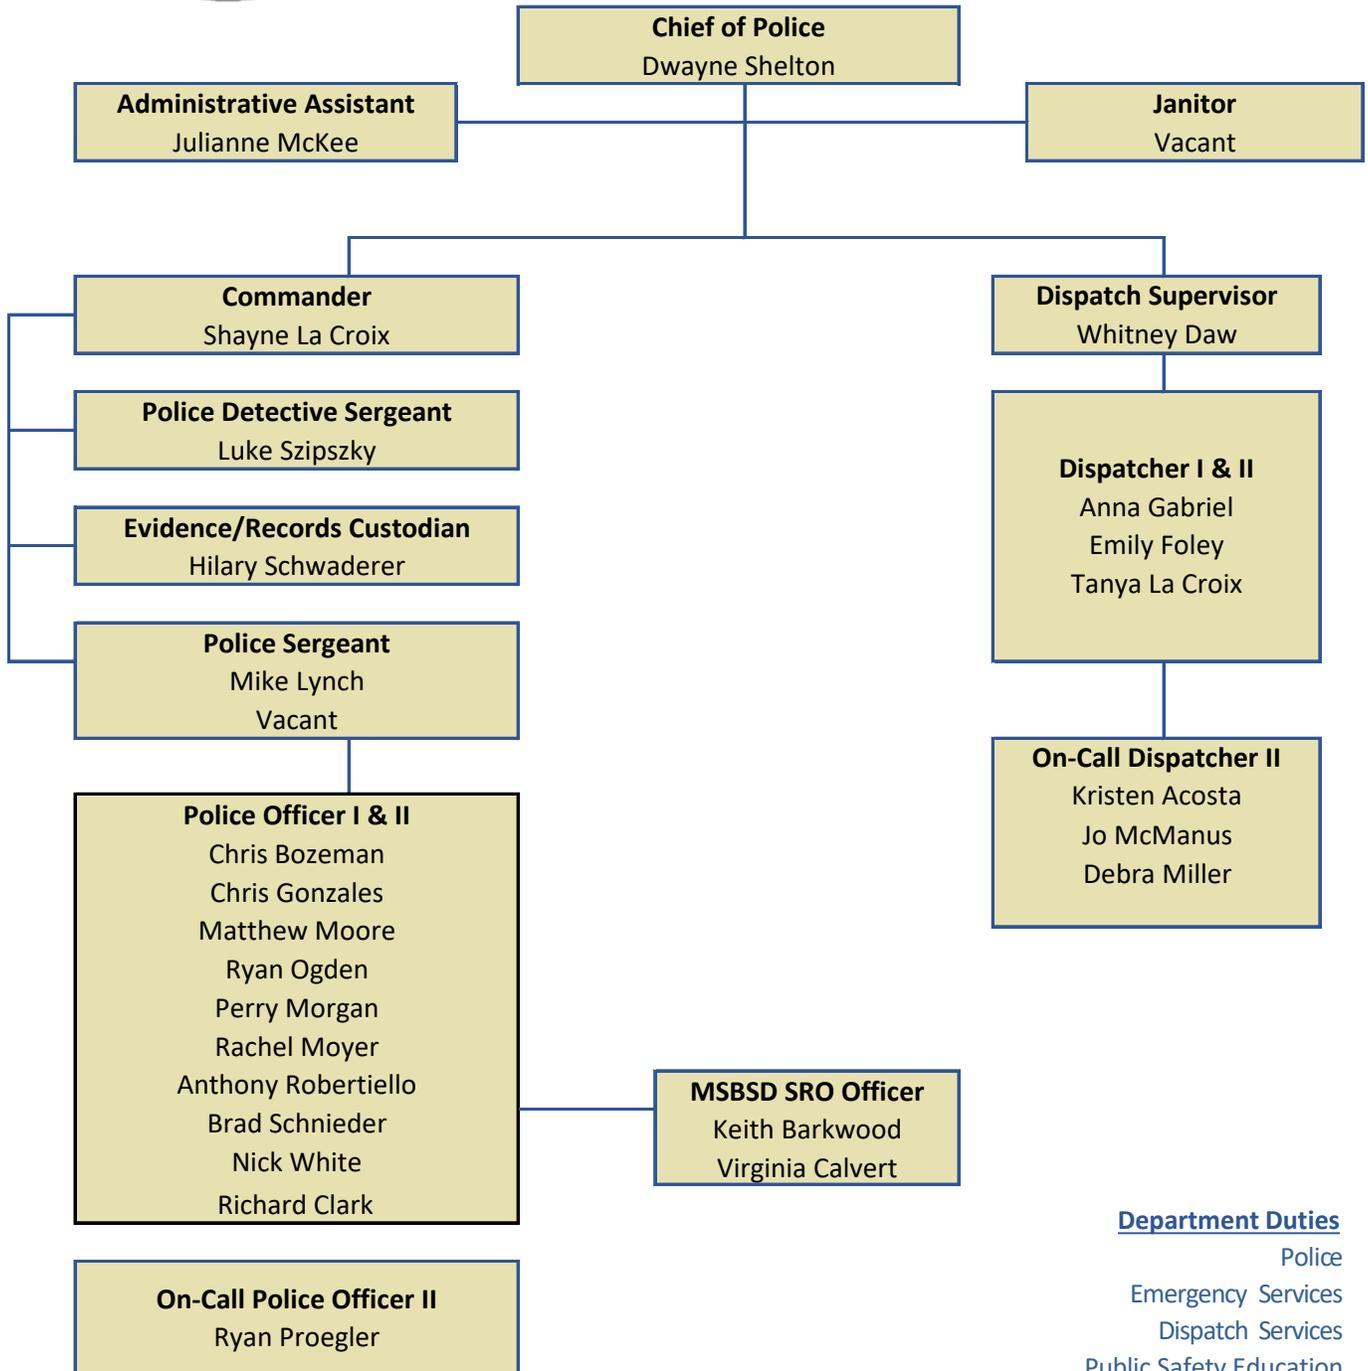 Chief of Police
Dwayne Shelton
Administrative Assistant
Julianne McKee
Janitor
Vacant
Commander
Shayne La Croix
Dispatch Supervisor
Whitney Daw
Police Detective Sergeant
Luke Szipszky
Evidence/Records Custodian
Hilary Schwaderer
Police Sergeant
Mike Lynch
Vacant
Dispatcher I & II
Anna Gabriel
Emily Foley
Tanya La Croix
On-Call Dispatcher II
Kristen Acosta
Jo McManus
Debra Miller
Police Officer I & II
Chris Bozeman
Chris Gonzales
Matthew Moore
Ryan Ogden
Perry Morgan
Rachel Moyer
Anthony Robertiello
Brad Schnieder
Nick White
Richard Clark
MSBSD SRO Officer
Keith Barkwood
Virginia Calvert
On-Call Police Officer II
Ryan Proegler
Department Duties
Police
Emergency Services
Dispatch Services
Public Safety Education